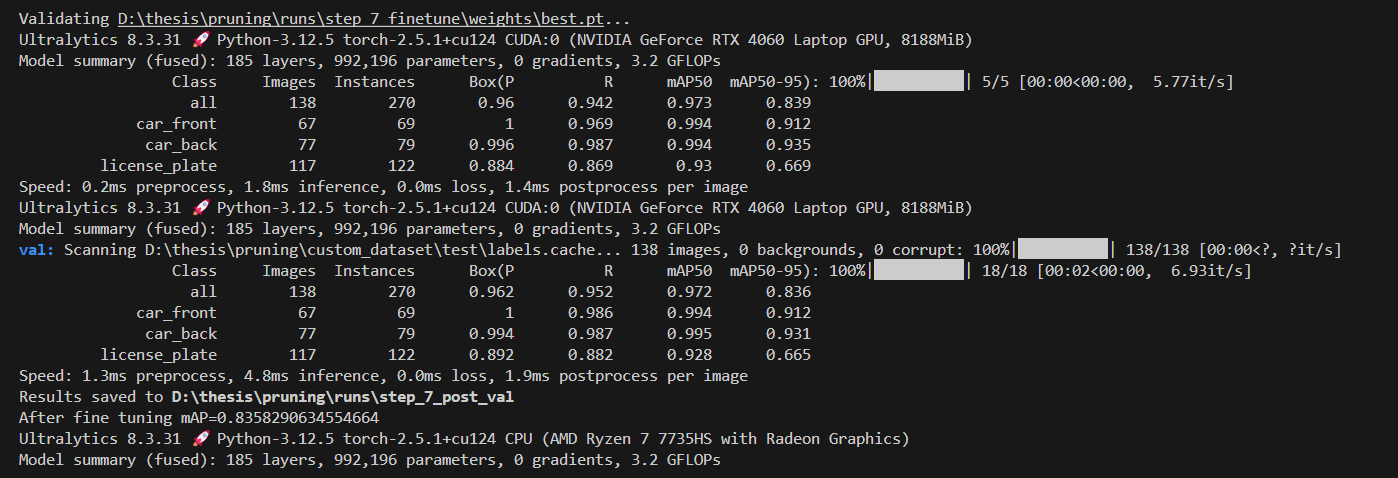 Validating D:\thesis\pruning\runs\step_7_finetune\weights\best.pt...
Ultralytics 8.3.31 🚀 Python-3.12.5 torch-2.5.1+cu124 CUDA:0 (NVIDIA GeForce RTX 4060 Laptop GPU, 8188MiB)
Model summary (fused): 185 layers, 992,196 parameters, 0 gradients, 3.2 GFLOPs
Class Images Instances Box(P R mAP50 mAP50-95): 100%|██████████| 5/5 [00:00<00:00, 5.77it/s]
all 138 270 0.96 0.942 0.973 0.839
car_front 67 69 1 0.969 0.994 0.912
car_back 77 79 0.996 0.987 0.994 0.935
license_plate 117 122 0.884 0.869 0.93 0.669
Speed: 0.2ms preprocess, 1.8ms inference, 0.0ms loss, 1.4ms postprocess per image
Ultralytics 8.3.31 🚀 Python-3.12.5 torch-2.5.1+cu124 CUDA:0 (NVIDIA GeForce RTX 4060 Laptop GPU, 8188MiB)
Model summary (fused): 185 layers, 992,196 parameters, 0 gradients, 3.2 GFLOPs
val: Scanning D:\thesis\pruning\custom_dataset\test\labels.cache... 138 images, 0 backgrounds, 0 corrupt: 100%|██████████| 138/138 [00:00<?, ?it/s]
Class Images Instances Box(P R mAP50 mAP50-95): 100%|██████████| 18/18 [00:02<00:00, 6.93it/s]
all 138 270 0.962 0.952 0.972 0.836
car_front 67 69 1 0.986 0.994 0.912
car_back 77 79 0.994 0.987 0.995 0.931
license_plate 117 122 0.892 0.882 0.928 0.665
Speed: 1.3ms preprocess, 4.8ms inference, 0.0ms loss, 1.9ms postprocess per image
Results saved to D:\thesis\pruning\runs\step_7_post_val
After fine tuning mAP=0.8358290634554664
Ultralytics 8.3.31 🚀 Python-3.12.5 torch-2.5.1+cu124 CPU (AMD Ryzen 7 7735HS with Radeon Graphics)
Model summary (fused): 185 layers, 992,196 parameters, 0 gradients, 3.2 GFLOPs